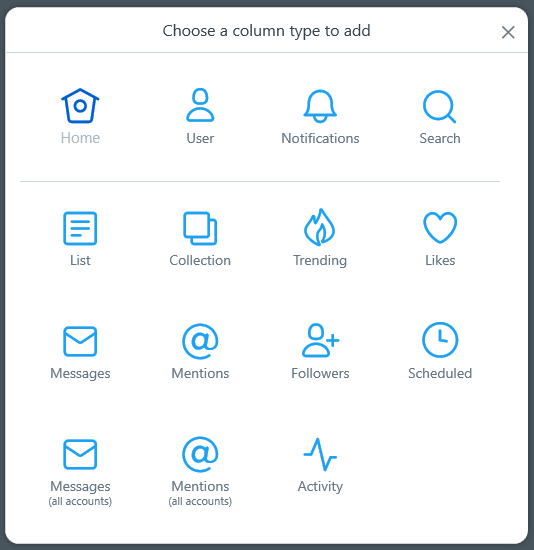 Choose a column type to add
Home
User
Notifications
Search
List
Collection
Trending
Likes
Messages
Mentions
Followers
Scheduled
Messages
(all accounts)
Mentions
(all accounts)
Activity